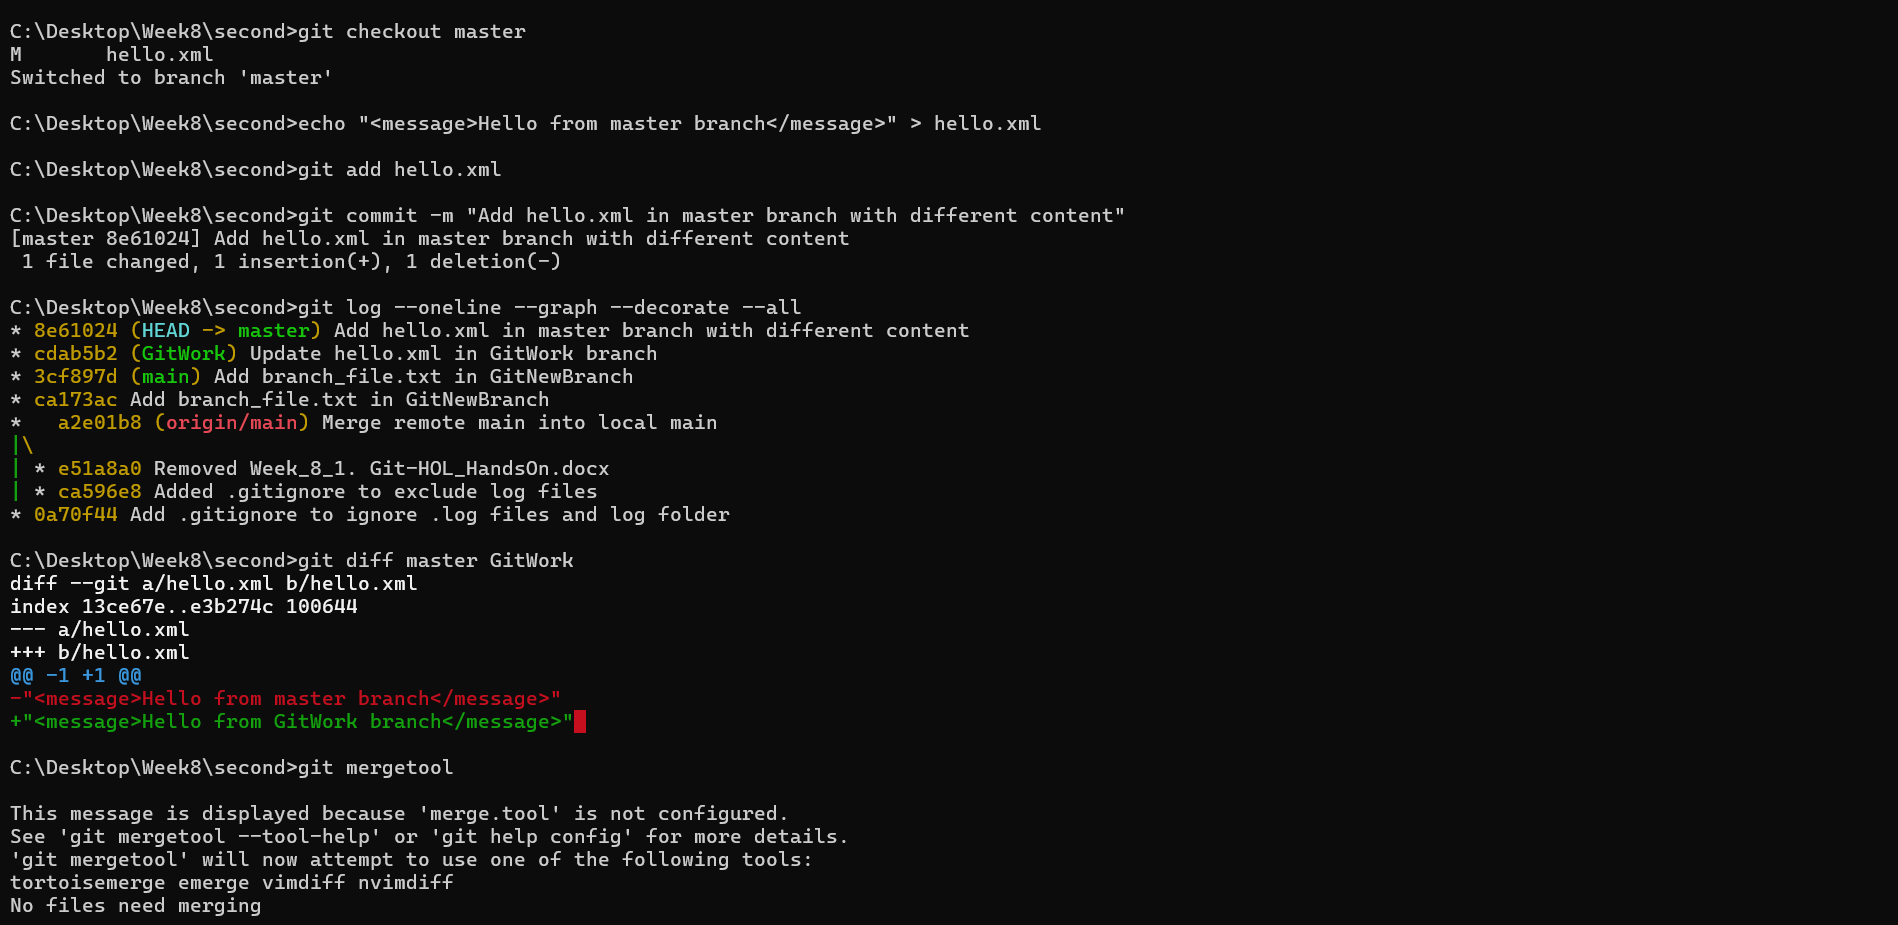 C:\Desktop\Week8\second>git checkout master
M       hello.xml
Switched to branch 'master'
C:\Desktop\Week8\second>echo "<message>Hello from master branch</message>" > hello.xml
C:\Desktop\Week8\second>git add hello.xml
C:\Desktop\Week8\second>git commit -m "Add hello.xml in master branch with different content"
[master 8e61024] Add hello.xml in master branch with different content
 1 file changed, 1 insertion(+), 1 deletion(-)
C:\Desktop\Week8\second>git log --oneline --graph --decorate --all
* 8e61024 (HEAD -> master) Add hello.xml in master branch with different content
* cdab5b2 (GitWork) Update hello.xml in GitWork branch
* 3cf897d (main) Add branch_file.txt in GitNewBranch
* ca173ac Add branch_file.txt in GitNewBranch
*   a2e01b8 (origin/main) Merge remote main into local main
|\
| * e51a8a0 Removed Week_8_1. Git-HOL_HandsOn.docx
| * ca596e8 Added .gitignore to exclude log files
* 0a70f44 Add .gitignore to ignore .log files and log folder
C:\Desktop\Week8\second>git diff master GitWork
diff --git a/hello.xml b/hello.xml
index 13ce67e..e3b274c 100644
--- a/hello.xml
+++ b/hello.xml
@@ -1 +1 @@
-"<message>Hello from master branch</message>"
+"<message>Hello from GitWork branch</message>"
C:\Desktop\Week8\second>git mergetool
This message is displayed because 'merge.tool' is not configured.
See 'git mergetool --tool-help' or 'git help config' for more details.
'git mergetool' will now attempt to use one of the following tools:
tortoisemerge emerge vimdiff nvimdiff
No files need merging